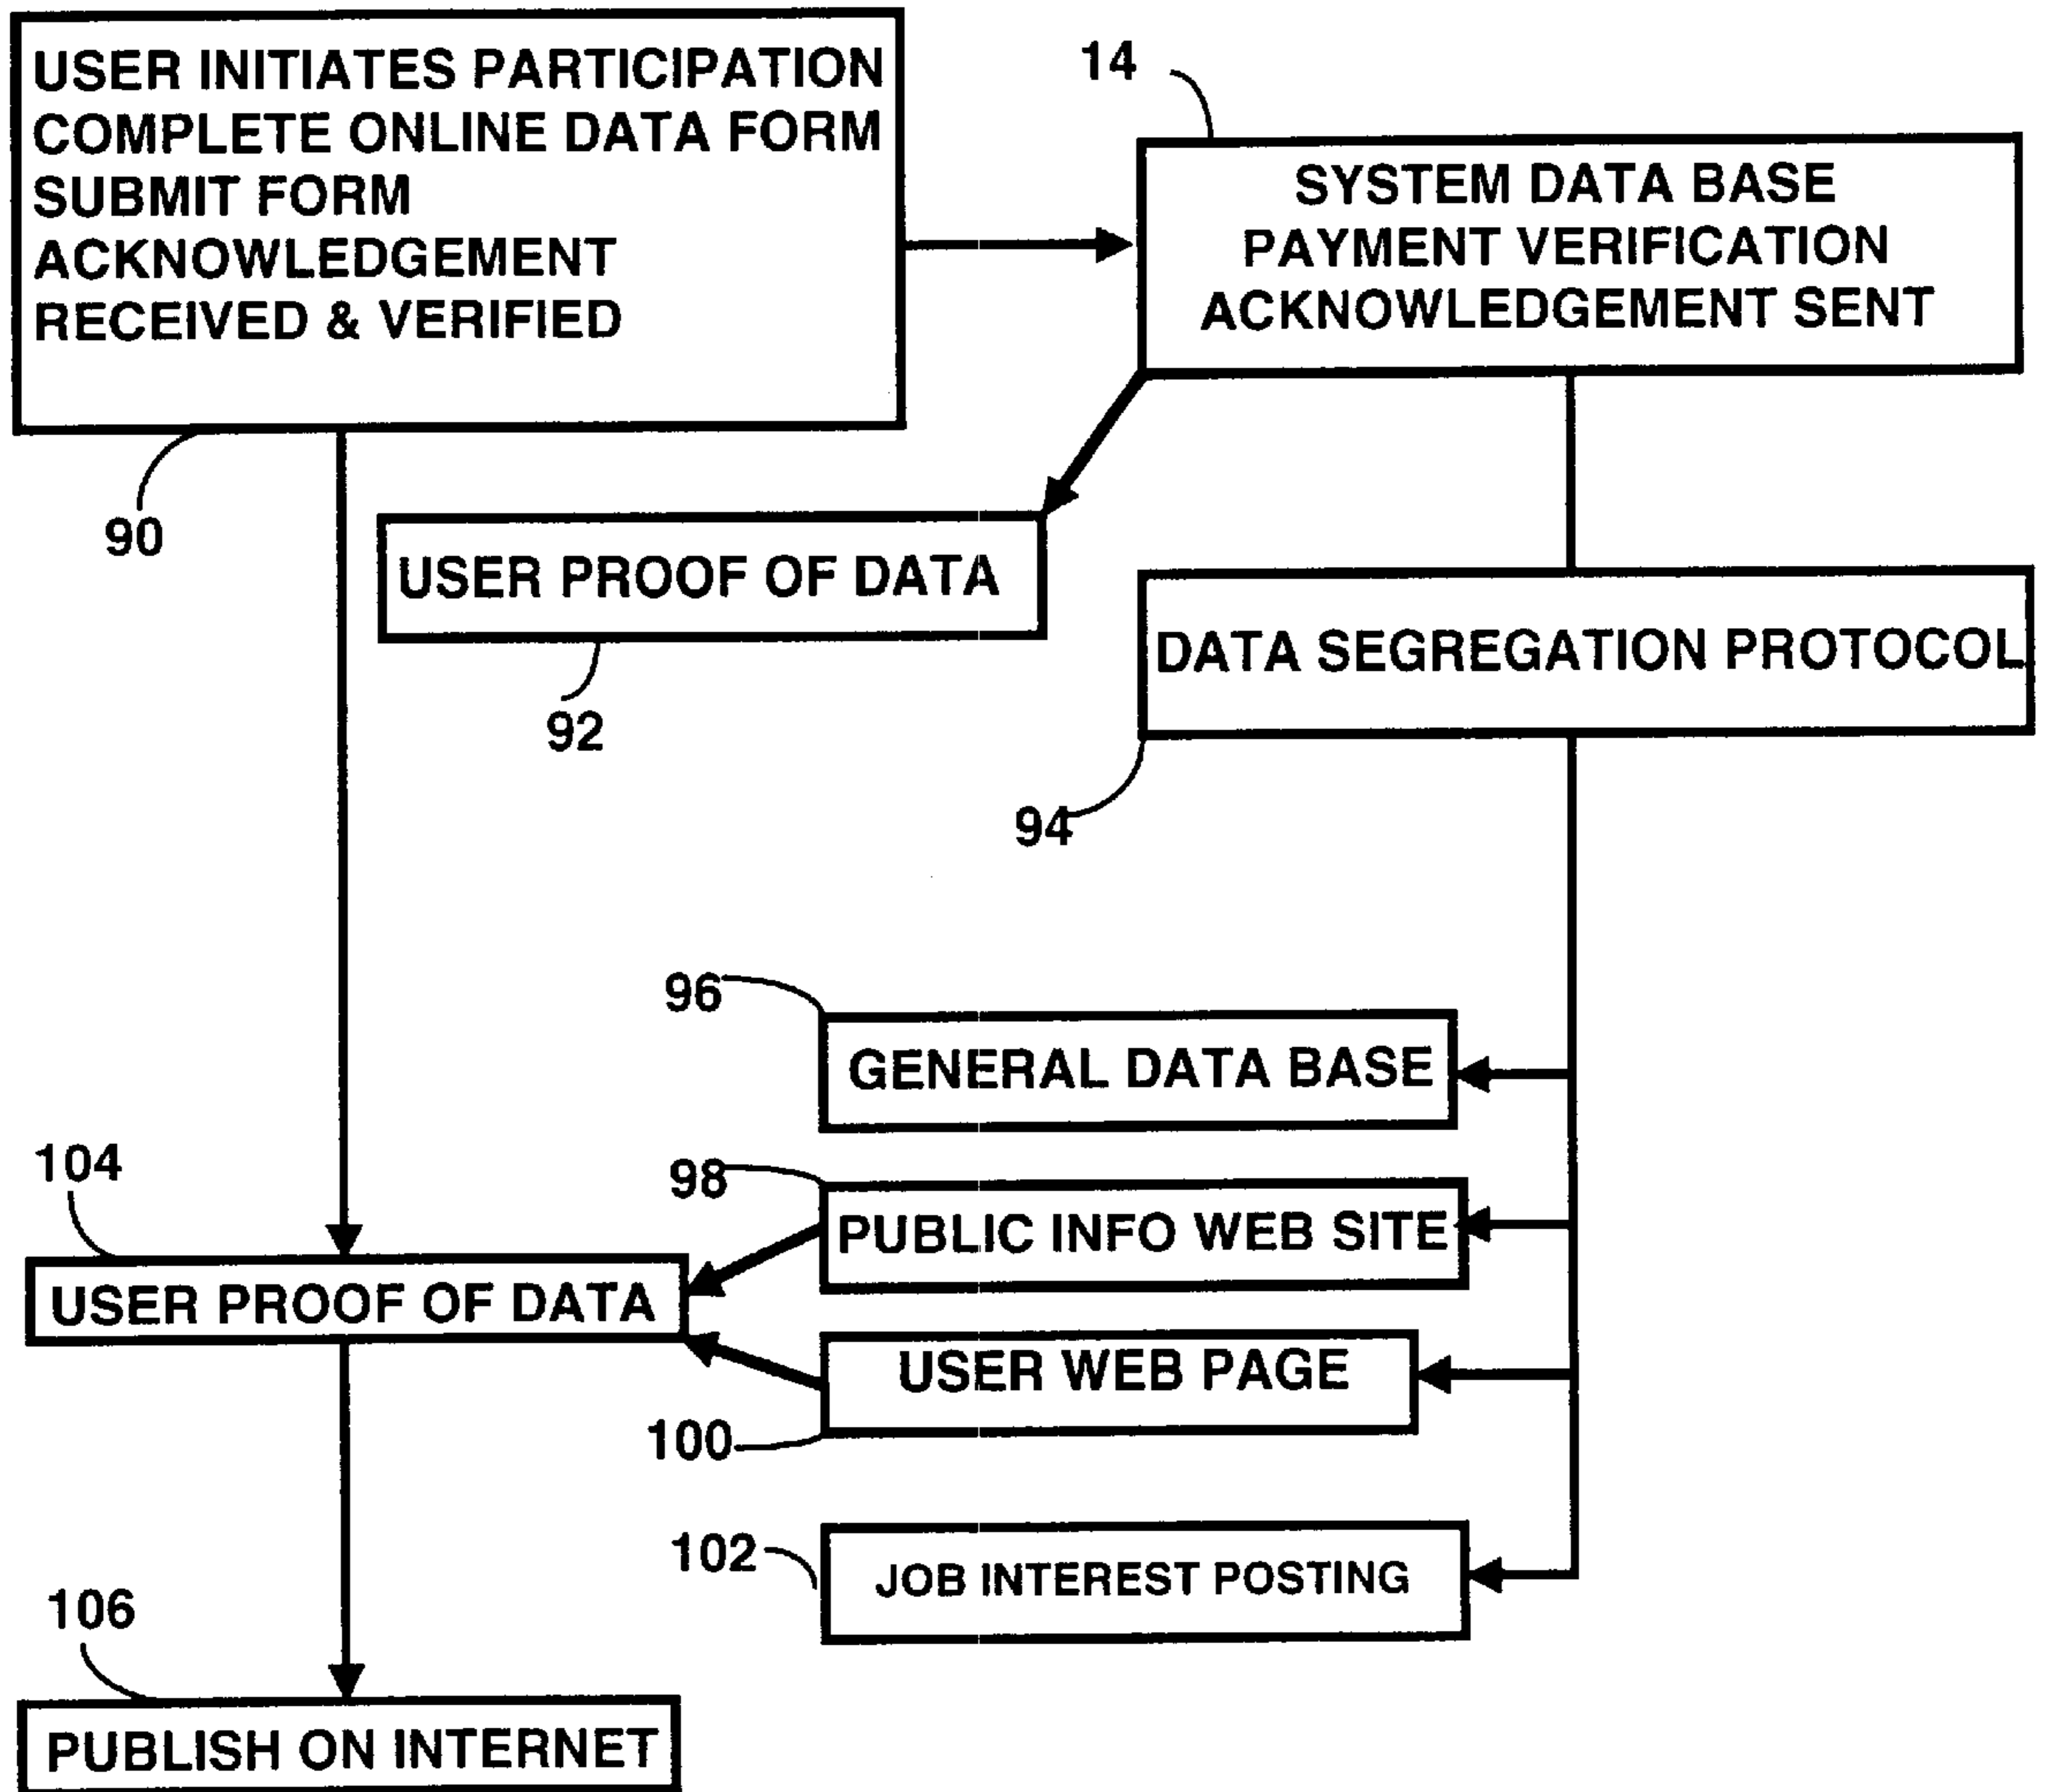 USER INITIATES PARTICIPATION
COMPLETE ONLINE DATA FORM
SUBMIT FORM
ACKNOWLEDGEMENT
RECEIVED & VERIFIED
14
SYSTEM DATA BASE
PAYMENT VERIFICATION
ACKNOWLEDGEMENT SENT
90
USER PROOF OF DATA
92
DATA SEGREGATION PROTOCOL
94
96
GENERAL DATA BASE
104
98
PUBLIC INFO WEB SITE
USER PROOF OF DATA
USER WEB PAGE
100
102
JOB INTEREST POSTING
106
PUBLISH ON INTERNET